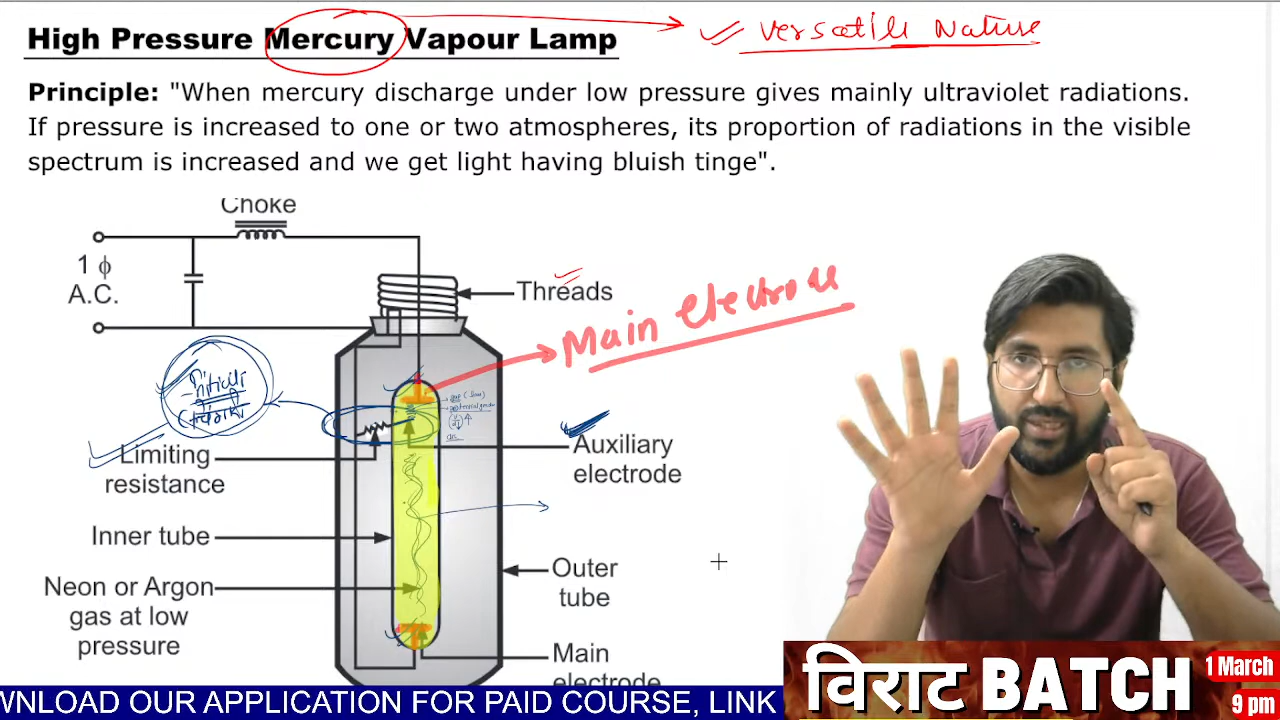 High Pressure Mercury Vapour Lamp
versatile Nature
Principle: "When mercury discharge under low pressure gives mainly ultraviolet radiations.
If pressure is increased to one or two atmospheres, its proportion of radiations in the visible
spectrum is increased and we get light having bluish tinge".
Choke
1 ϕ
A.C.
Threads
Main electrode
Auxiliary
electrode
Limiting
resistance
Inner tube
Neon or Argon
gas at low
pressure
Outer
tube
Main
electrode
विराट BATCH
1 March
9 pm
WNLOAD OUR APPLICATION FOR PAID COURSE, LINK